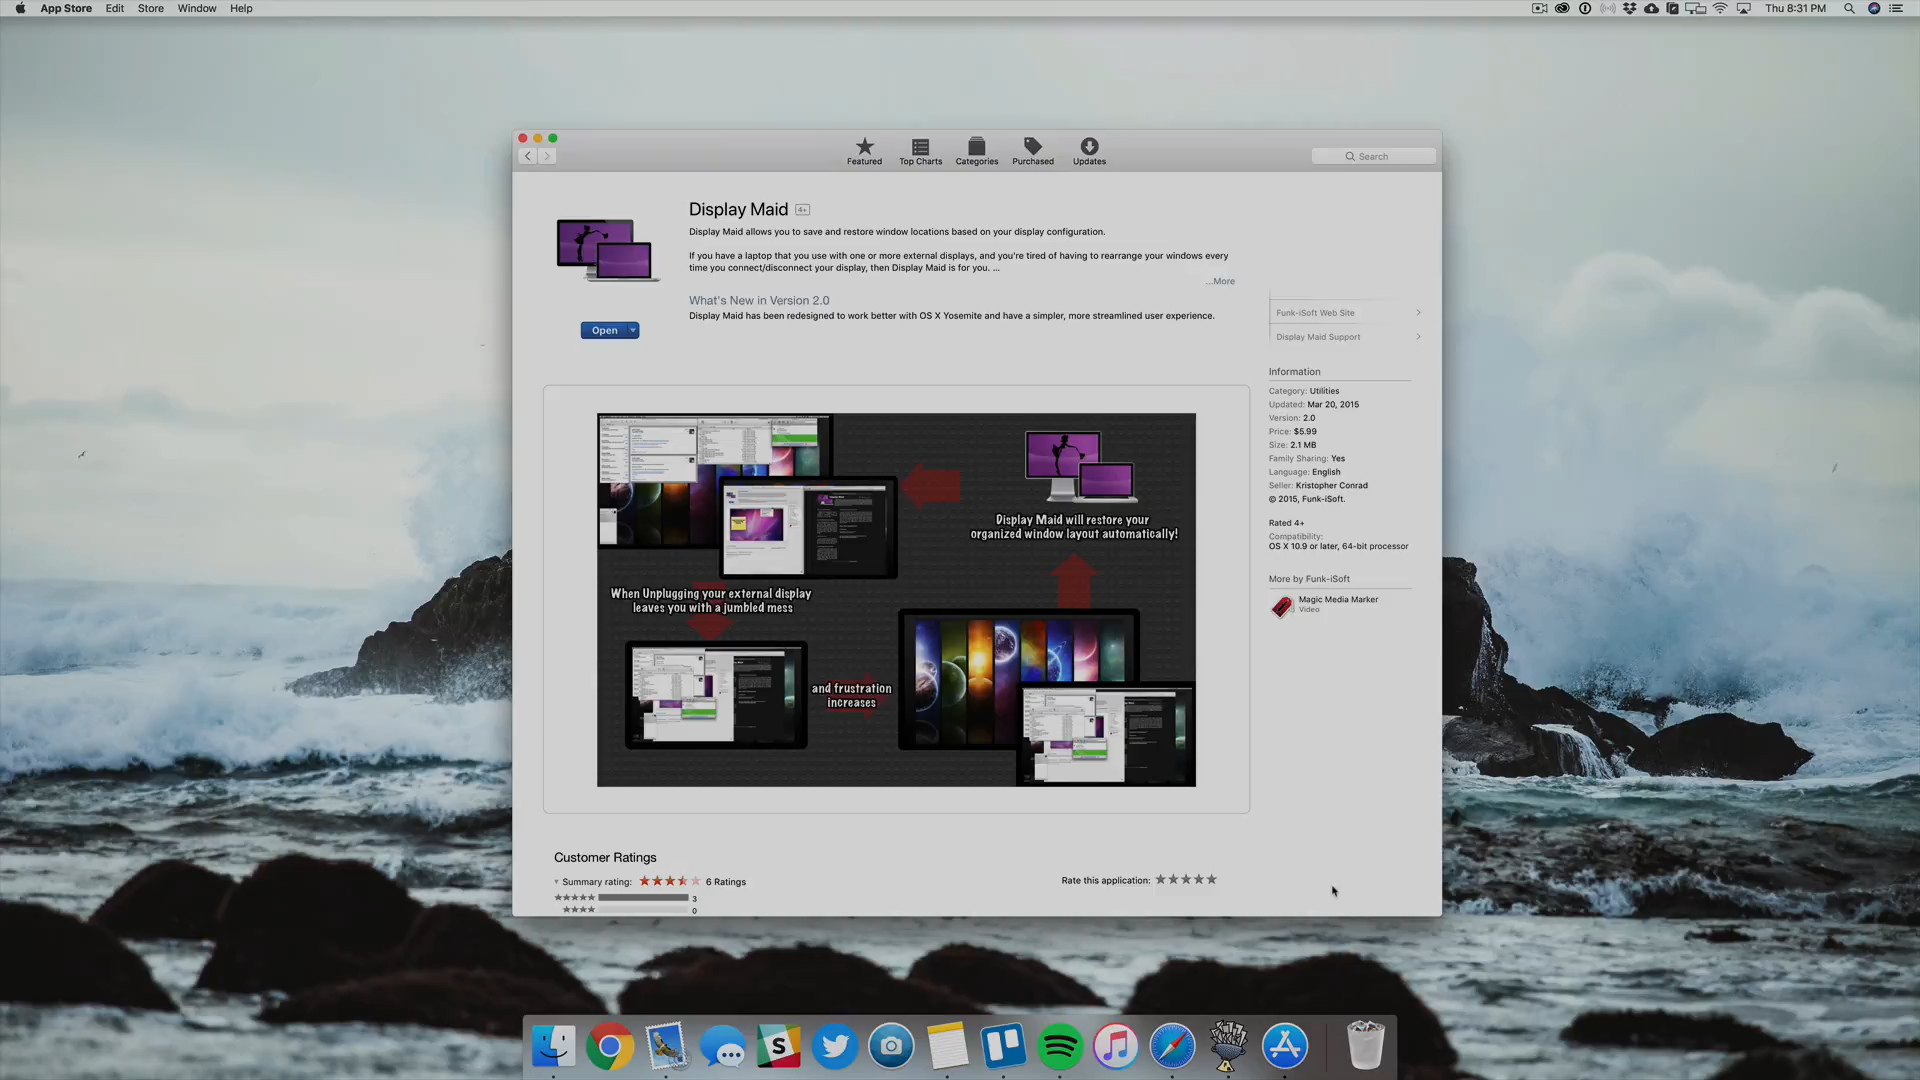 App Store Edit Store Window Help
Thu 8:31 PM
Featured Top Charts Categories Purchased Updates
Search
Display Maid 4+
Display Maid allows you to save and restore window locations based on your display configuration.
If you have a laptop that you use with one or more external displays, and you're tired of having to rearrange your windows every
time you connect/disconnect your display, then Display Maid is for you. ...
...More
What's New in Version 2.0
Display Maid has been redesigned to work better with OS X Yosemite and have a simpler, more streamlined user experience.
Open
Funk-iSoft Web Site
Display Maid Support
Information
Category: Utilities
Updated: Mar 20, 2015
Version: 2.0
Price: $5.99
Size: 2.1 MB
Family Sharing: Yes
Language: English
Seller: Kristopher Conrad
© 2015, Funk-iSoft.
Rated 4+
Compatibility:
OS X 10.9 or later, 64-bit processor
More by Funk-iSoft
Magic Media Marker
Video
Display Maid will restore your
organized window layout automatically!
When Unplugging your external display
leaves you with a jumbled mess
and frustration
increases
Customer Ratings
Summary rating: 6 Ratings
3
0
Rate this application:
S